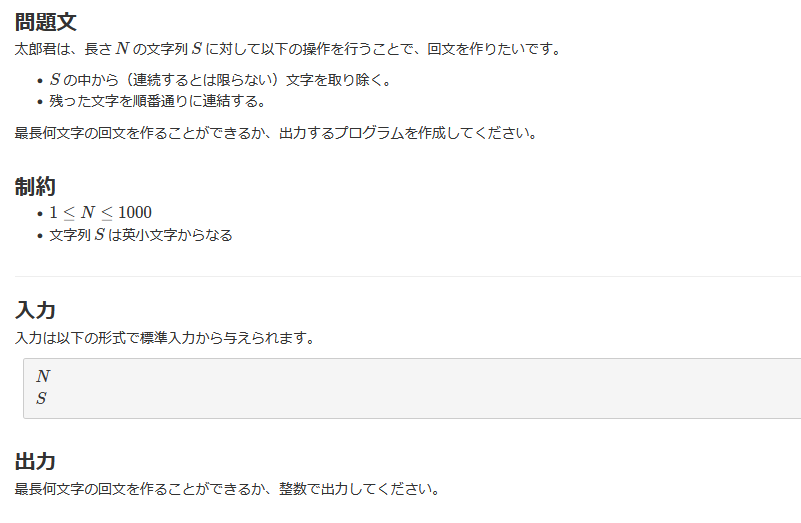 問題文
太郎君は、長さ N の文字列 S に対して以下の操作を行うことで、回文を作りたいです。
• S の中から（連続するとは限らない）文字を取り除く。
• 残った文字を順番通りに連結する。
最長何文字の回文を作ることができるか、出力するプログラムを作成してください。
制約
• 1 ≤ N ≤ 1000
• 文字列 S は英小文字からなる
入力
入力は以下の形式で標準入力から与えられます。
N
S
出力
最長何文字の回文を作ることができるか、整数で出力してください。